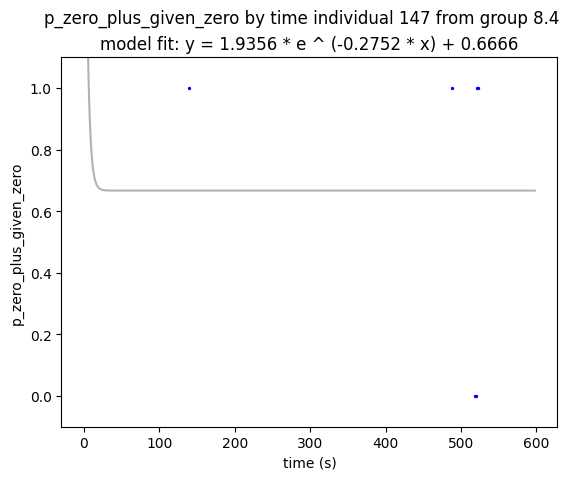 p_zero_plus_given_zero by time individual 147 from group 8.4
model fit: y = 1.9356 * e ^ (-0.2752 * x) + 0.6666
p_zero_plus_given_zero
1.0
0.8
0.6
0.4
0.2
0.0
0 100 200 300 400 500 600
time (s)